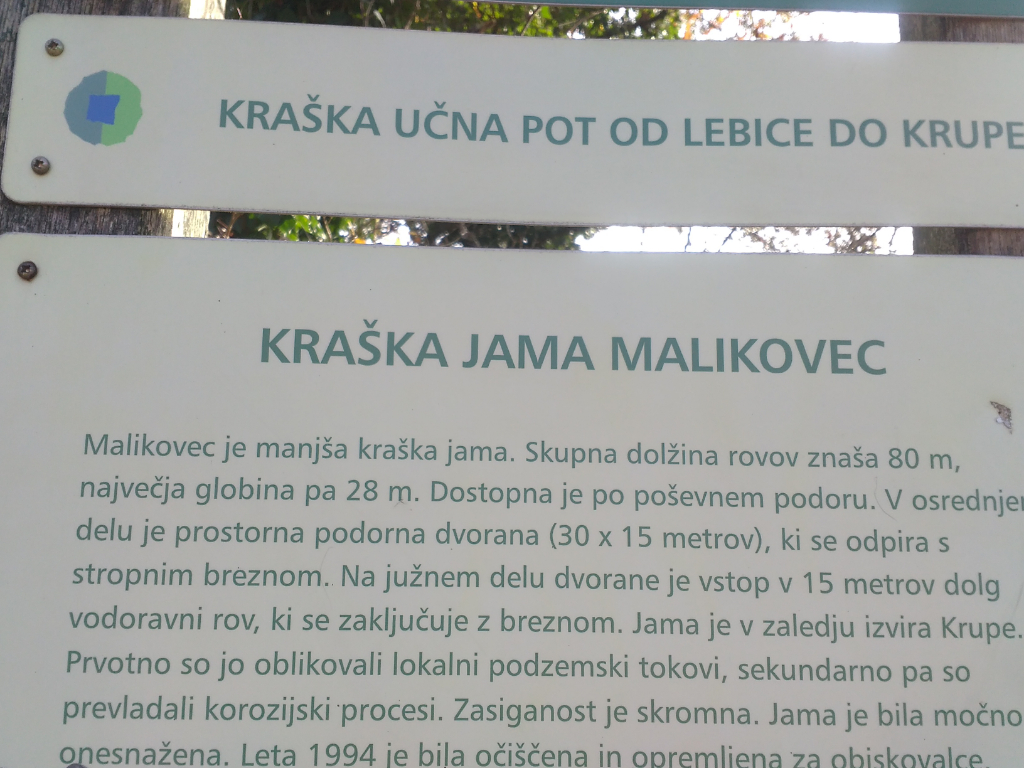 KRAŠKA UČNA POT OD LEBICE DO KRUPE
KRAŠKA JAMA MALIKOVEC
Malikovec je manjša kraška jama. Skupna dolžina rovov znaša 80 m,
največja globina pa 28 m. Dostopna je po poševnem podoru. V osrednjem
delu je prostorna podorna dvorana (30 x 15 metrov), ki se odpira s
stropnim breznom. Na južnem delu dvorane je vstop v 15 metrov dolg
vodoravni rov, ki se zaključuje z breznom. Jama je v zaledju izvira Krupe.
Prvotno so jo oblikovali lokalni podzemski tokovi, sekundarno pa so
prevladali korozijski procesi. Zasiganost je skromna. Jama je bila močno
onesnažena. Leta 1994 je bila očiščena in opremljena za obiskovalce.